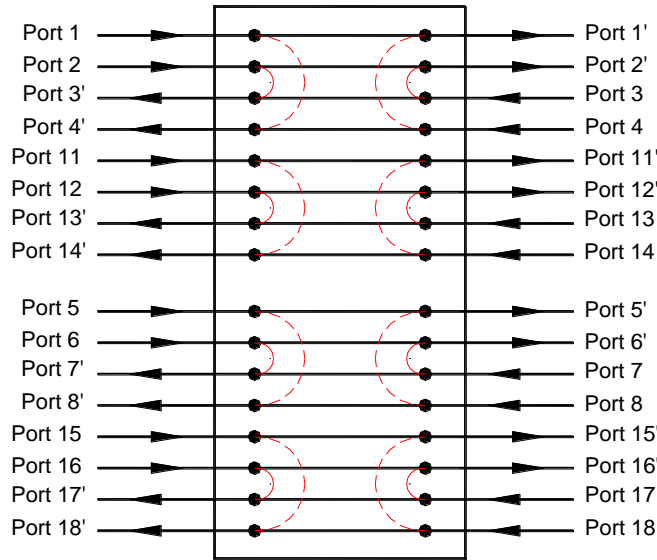 Port 1 Port 1'
Port 2 Port 2'
Port 3' Port 3
Port 4' Port 4
Port 11 Port 11'
Port 12 Port 12'
Port 13' Port 13
Port 14' Port 14
Port 5 Port 5'
Port 6 Port 6'
Port 7' Port 7
Port 8' Port 8
Port 15 Port 15'
Port 16 Port 16'
Port 17' Port 17
Port 18' Port 18